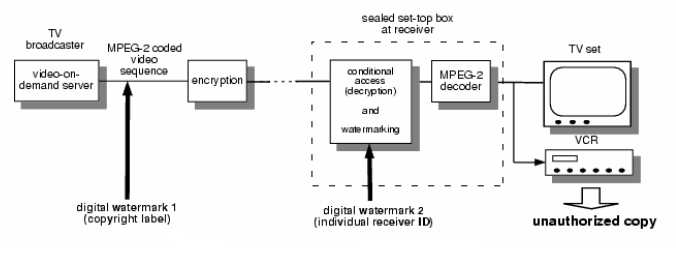 TV
broadcaster
video-on-
demand server
MPEG-2 coded
video
sequence
encryption
digital watermark 1
(copyright label)
sealed set-top box
at receiver
conditional
access
(decryption)
and
watermarking
MPEG-2
decoder
digital watermark 2
(individual receiver ID)
TV set
VCR
unauthorized copy